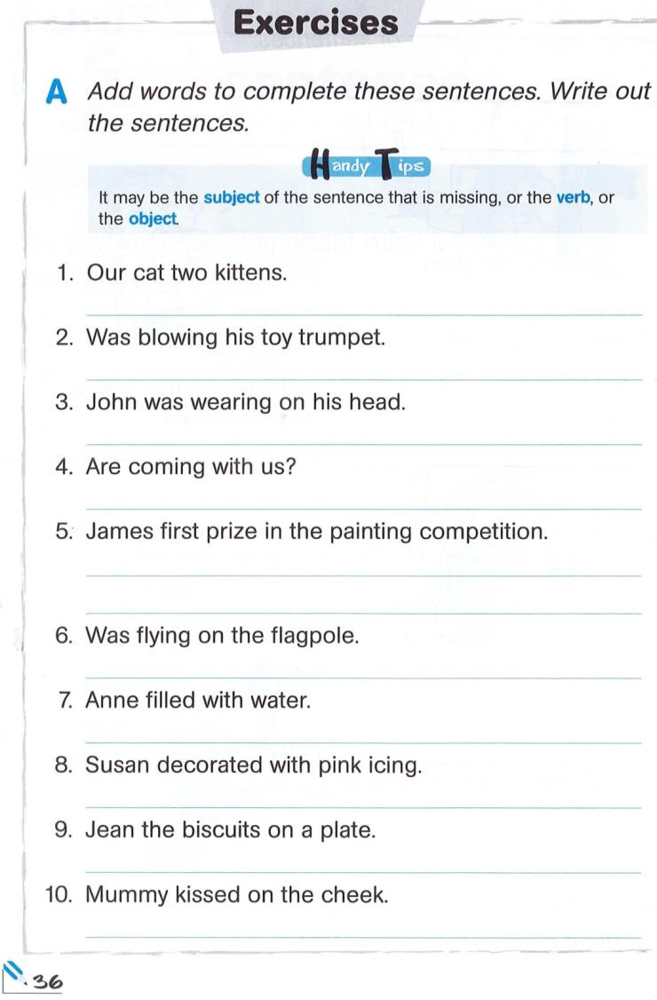 Exercises
A Add words to complete these sentences. Write out
the sentences.
Handy Tips
It may be the subject of the sentence that is missing, or the verb, or
the object.
1. Our cat two kittens.
2. Was blowing his toy trumpet.
3. John was wearing on his head.
4. Are coming with us?
5. James first prize in the painting competition.
6. Was flying on the flagpole.
7. Anne filled with water.
8. Susan decorated with pink icing.
9. Jean the biscuits on a plate.
10. Mummy kissed on the cheek.
36